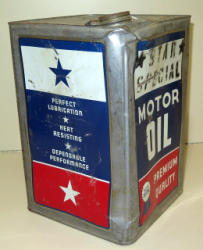 PERFECT
LUBRICATION
HEAT
RESISTING
DEPENDABLE
PERFORMANCE
STAR
SPECIAL
MOTOR
OIL
PREMIUM
QUALITY